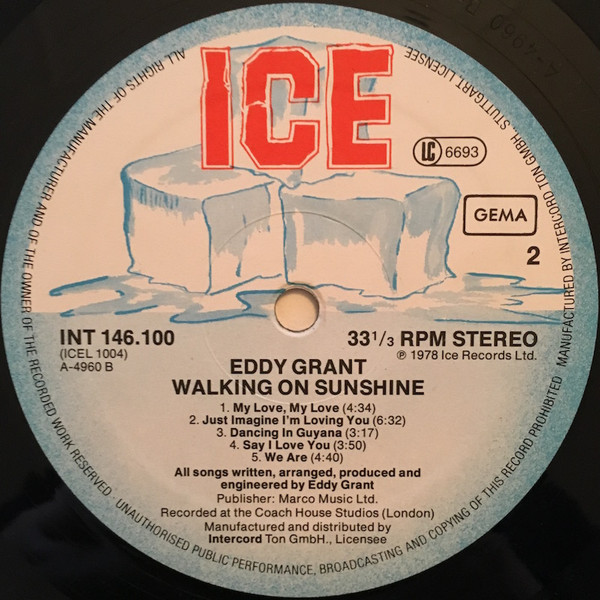 ICE
LC 6693
GEMA
2
INT 146.100
(ICEL 1004)
A-4960 B
33 1/3 RPM STEREO
℗ 1978 Ice Records Ltd.
EDDY GRANT
WALKING ON SUNSHINE
1. My Love, My Love (4:34)
2. Just Imagine I'm Loving You (6:32)
3. Dancing In Guyana (3:17)
4. Say I Love You (3:50)
5. We Are (4:40)
All songs written, arranged, produced and
engineered by Eddy Grant
Publisher: Marco Music Ltd.
Recorded at the Coach House Studios (London)
Manufactured and distributed by
Intercord Ton GmbH., Licensee
ALL RIGHTS OF THE MANUFACTURER AND OF THE OWNER OF THE RECORDED WORK RESERVED · UNAUTHORISED PUBLIC PERFORMANCE, BROADCASTING AND COPYING OF THIS RECORD PROHIBITED · MANUFACTURED BY INTERCORD TON GMBH., STUTTGART LICENSEE